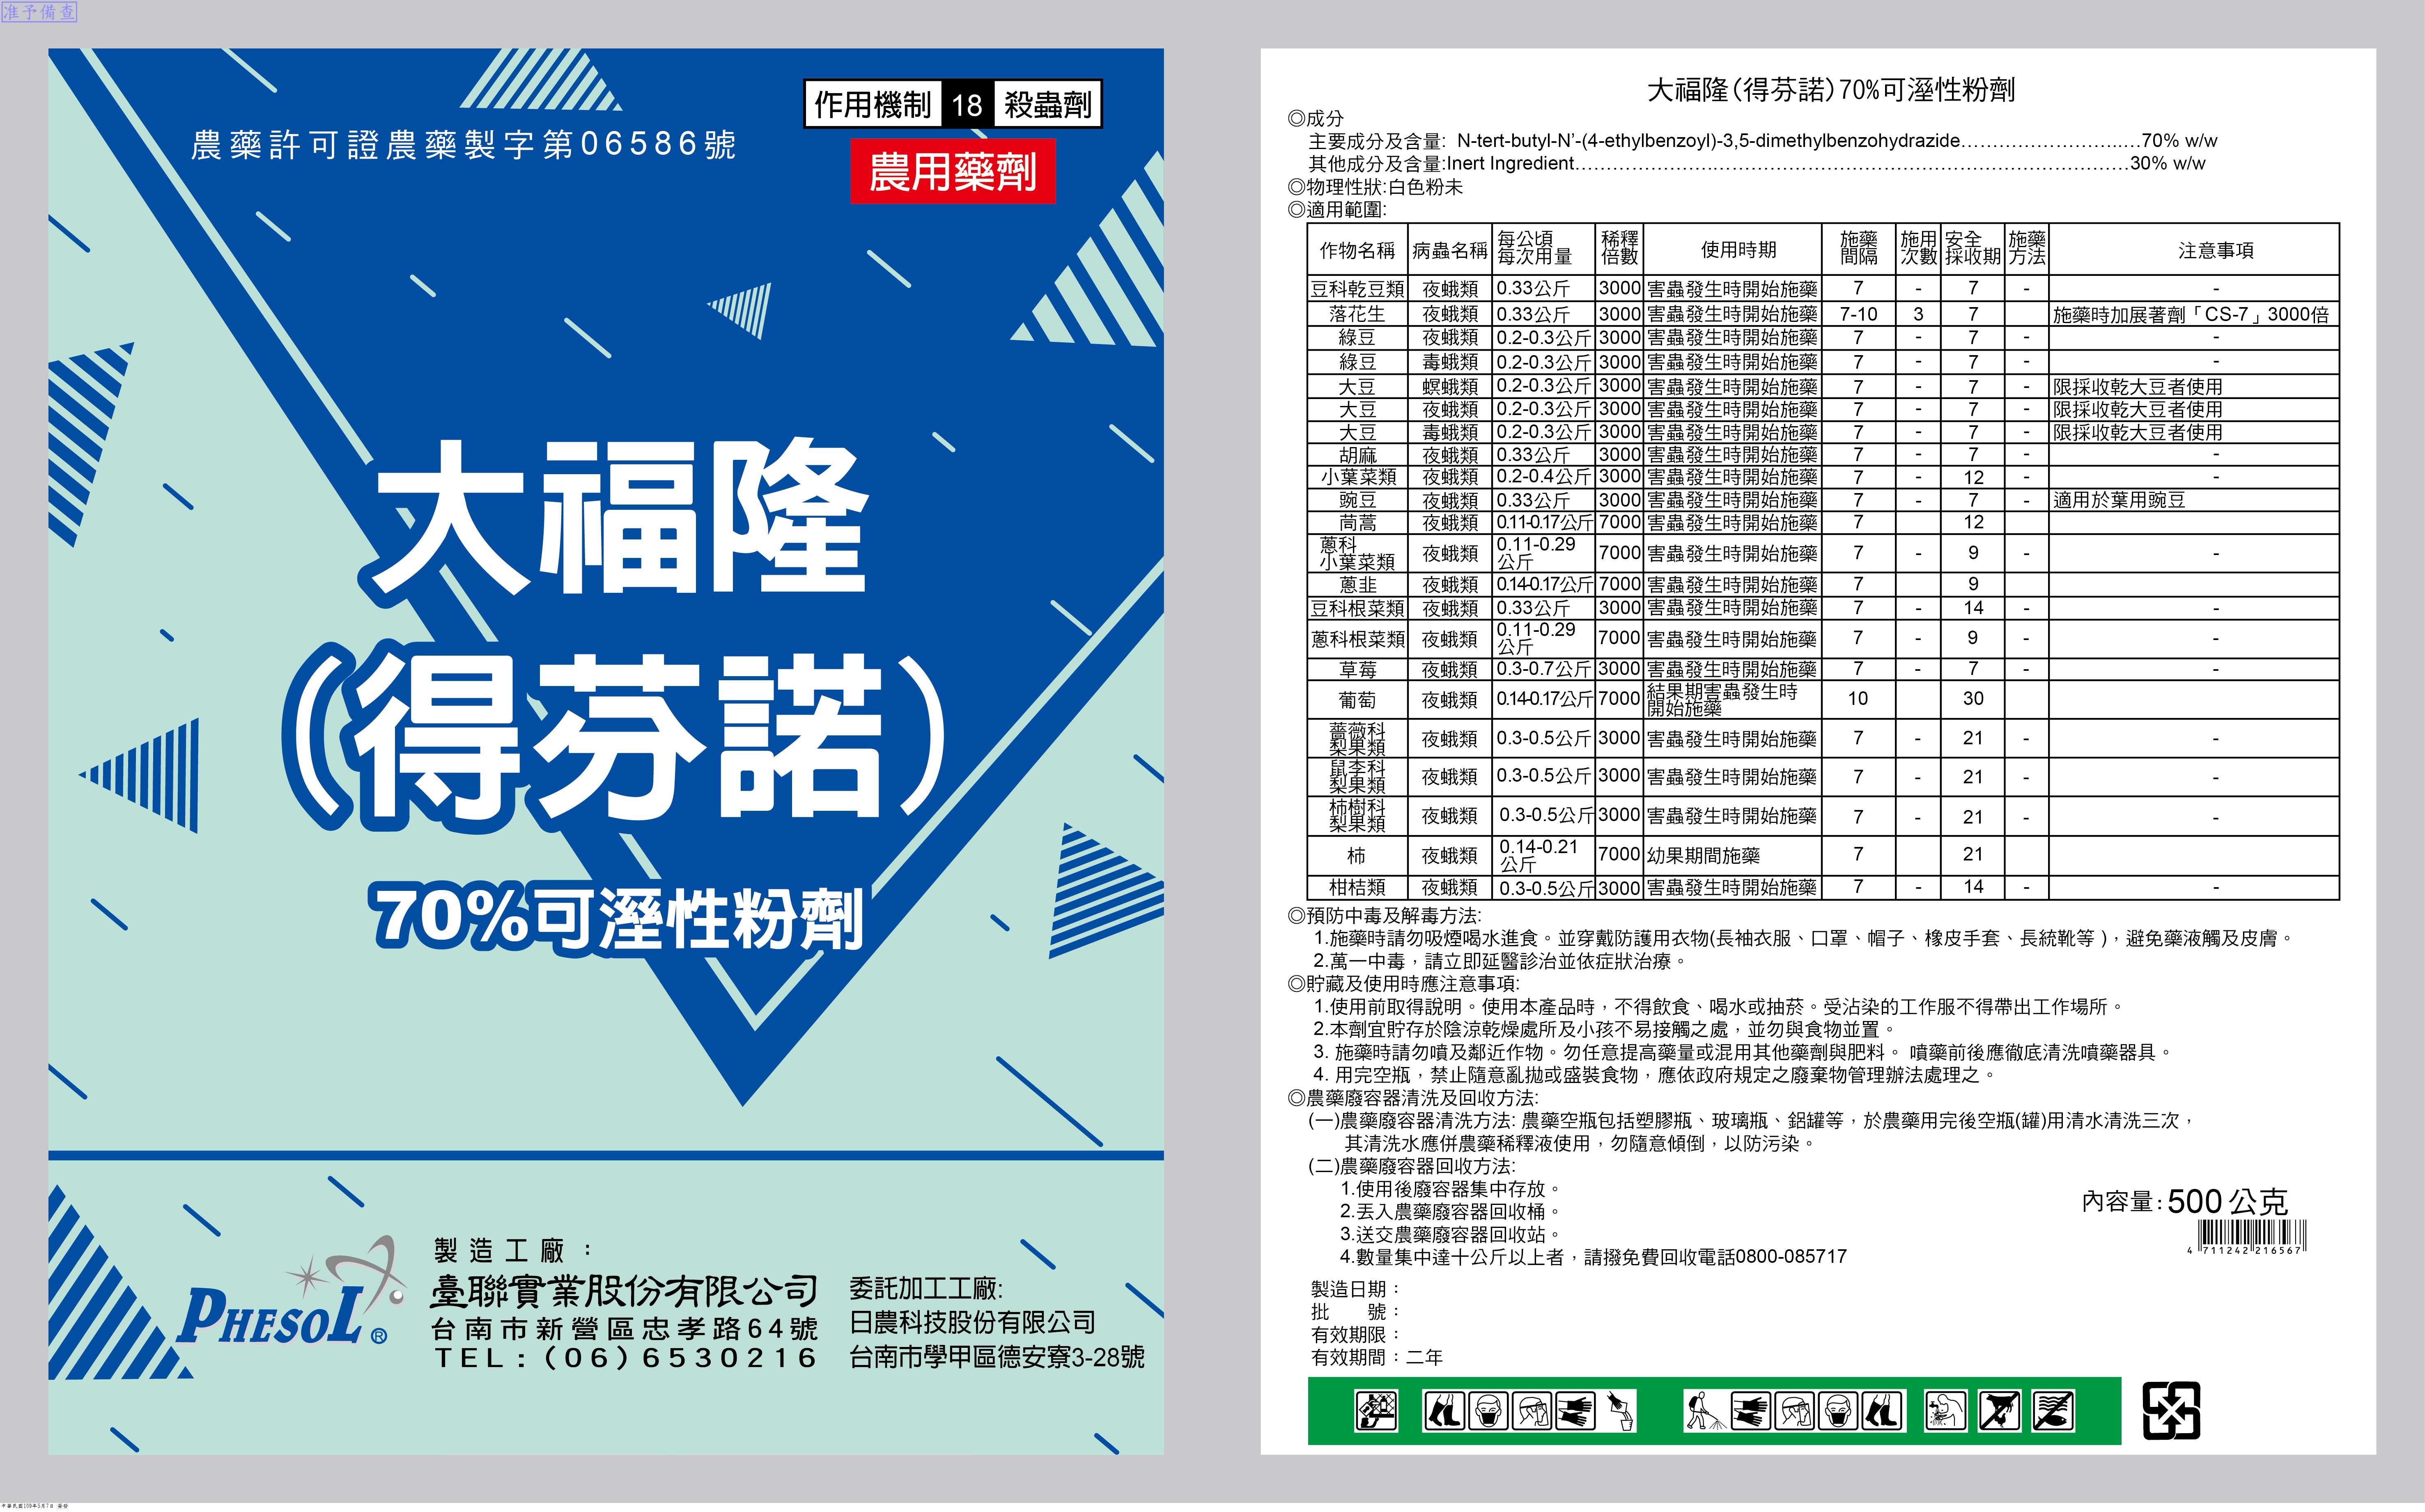 准予備查
農藥許可證農藥製字第06586號
作用機制 18 殺蟲劑
農用藥劑
大福隆
(得芬諾)
70%可溼性粉劑
PHESOL®
製造工廠：
臺聯實業股份有限公司
台南市新營區忠孝路64號
TEL:(06)6530216
委託加工工廠:
日農科技股份有限公司
台南市學甲區德安寮3-28號
大福隆(得芬諾)70%可溼性粉劑
◎成分
主要成分及含量: N-tert-butyl-N’-(4-ethylbenzoyl)-3,5-dimethylbenzohydrazide............................70% w/w
其他成分及含量:Inert Ingredient............................30% w/w
◎物理性狀:白色粉未
◎適用範圍:
作物名稱 病蟲名稱 每公頃每次用量 稀釋倍數 使用時期 施藥間隔 施用次數 安全採收期 施藥方法 注意事項
豆科乾豆類 夜蛾類 0.33公斤 3000 害蟲發生時開始施藥 7 - 7 - -
落花生 夜蛾類 0.33公斤 3000 害蟲發生時開始施藥 7-10 3 7 施藥時加展著劑「CS-7」3000倍
綠豆 夜蛾類 0.2-0.3公斤 3000 害蟲發生時開始施藥 7 - 7 - -
綠豆 毒蛾類 0.2-0.3公斤 3000 害蟲發生時開始施藥 7 - 7 - -
大豆 螟蛾類 0.2-0.3公斤 3000 害蟲發生時開始施藥 7 - 7 - 限採收乾大豆者使用
大豆 夜蛾類 0.2-0.3公斤 3000 害蟲發生時開始施藥 7 - 7 - 限採收乾大豆者使用
大豆 毒蛾類 0.2-0.3公斤 3000 害蟲發生時開始施藥 7 - 7 - 限採收乾大豆者使用
胡麻 夜蛾類 0.33公斤 3000 害蟲發生時開始施藥 7 - 7 - -
小葉菜類 夜蛾類 0.2-0.4公斤 3000 害蟲發生時開始施藥 7 - 12 - -
豌豆 夜蛾類 0.33公斤 3000 害蟲發生時開始施藥 7 - 7 - 適用於葉用豌豆
茼蒿 夜蛾類 0.11-0.17公斤 7000 害蟲發生時開始施藥 7 12
蔥科小葉菜類 夜蛾類 0.11-0.29公斤 7000 害蟲發生時開始施藥 7 - 9 - -
蔥韭 夜蛾類 0.14-0.17公斤 7000 害蟲發生時開始施藥 7 9
豆科根菜類 夜蛾類 0.33公斤 3000 害蟲發生時開始施藥 7 - 14 - -
蔥科根菜類 夜蛾類 0.11-0.29公斤 7000 害蟲發生時開始施藥 7 - 9 - -
草莓 夜蛾類 0.3-0.7公斤 3000 害蟲發生時開始施藥 7 - 7 - -
葡萄 夜蛾類 0.14-0.17公斤 7000 結果期害蟲發生時開始施藥 10 30
薔薇科梨果類 夜蛾類 0.3-0.5公斤 3000 害蟲發生時開始施藥 7 - 21 - -
鼠李科梨果類 夜蛾類 0.3-0.5公斤 3000 害蟲發生時開始施藥 7 - 21 - -
柿樹科梨果類 夜蛾類 0.3-0.5公斤 3000 害蟲發生時開始施藥 7 - 21 - -
柿 夜蛾類 0.14-0.21公斤 7000 幼果期間施藥 7 21
柑桔類 夜蛾類 0.3-0.5公斤 3000 害蟲發生時開始施藥 7 - 14 - -
◎預防中毒及解毒方法:
1.施藥時請勿吸煙喝水進食。並穿戴防護用衣物(長袖衣服、口罩、帽子、橡皮手套、長統靴等 )，避免藥液觸及皮膚。
2.萬一中毒，請立即延醫診治並依症狀治療。
◎貯藏及使用時應注意事項:
1.使用前取得說明。使用本產品時，不得飲食、喝水或抽菸。受沾染的工作服不得帶出工作場所。
2.本劑宜貯存於陰涼乾燥處所及小孩不易接觸之處，並勿與食物並置。
3. 施藥時請勿噴及鄰近作物。勿任意提高藥量或混用其他藥劑與肥料。 噴藥前後應徹底清洗噴藥器具。
4. 用完空瓶，禁止隨意亂拋或盛裝食物，應依政府規定之廢棄物管理辦法處理之。
◎農藥廢容器清洗及回收方法:
(一)農藥廢容器清洗方法: 農藥空瓶包括塑膠瓶、玻璃瓶、鋁罐等，於農藥用完後空瓶(罐)用清水清洗三次，
其清洗水應併農藥稀釋液使用，勿隨意傾倒，以防污染。
(二)農藥廢容器回收方法:
1.使用後廢容器集中存放。
2.丟入農藥廢容器回收桶。
3.送交農藥廢容器回收站。
4.數量集中達十公斤以上者，請撥免費回收電話0800-085717
內容量:500公克
4 711242 216567
製造日期：
批　　號：
有效期限：
有效期間：二年
中華民國109年5月7日 簽發